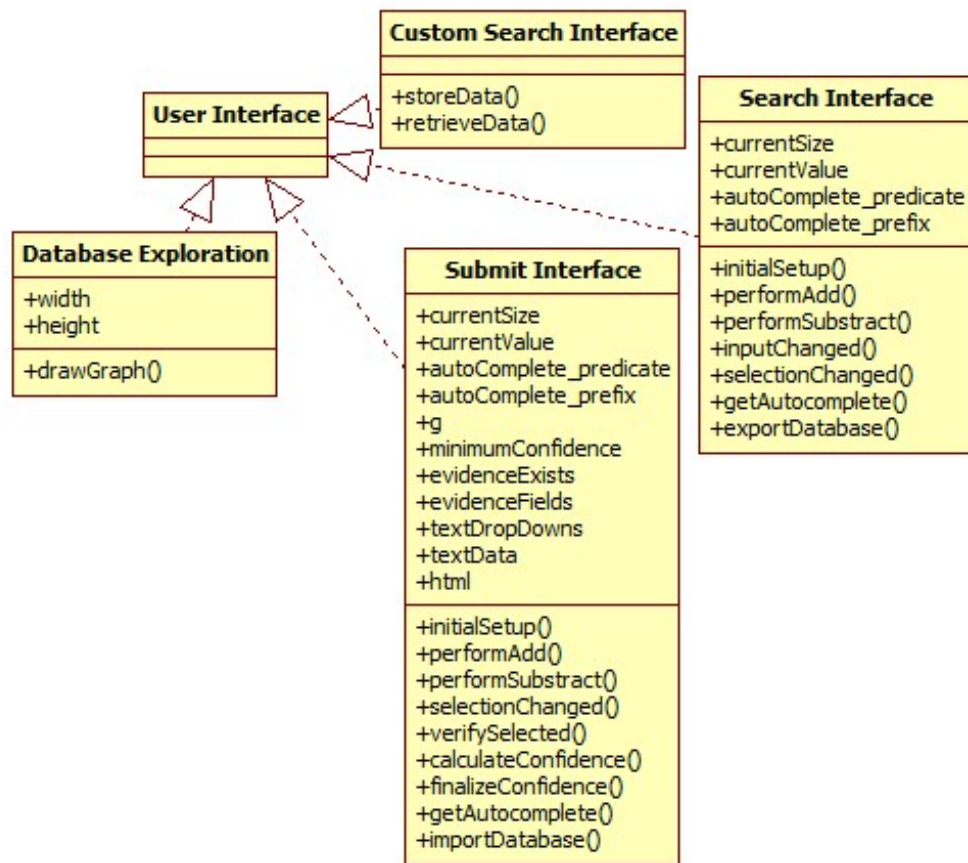 Custom Search Interface
+storeData()
+retrieveData()
User Interface
Search Interface
+currentSize
+currentValue
+autoComplete_predicate
+autoComplete_prefix
+initialSetup()
+performAdd()
+performSubstract()
+inputChanged()
+selectionChanged()
+getAutocomplete()
+exportDatabase()
Database Exploration
+width
+height
+drawGraph()
Submit Interface
+currentSize
+currentValue
+autoComplete_predicate
+autoComplete_prefix
+g
+minimumConfidence
+evidenceExists
+evidenceFields
+textDropDowns
+textData
+html
+initialSetup()
+performAdd()
+performSubstract()
+selectionChanged()
+verifySelected()
+calculateConfidence()
+finalizeConfidence()
+getAutocomplete()
+importDatabase()